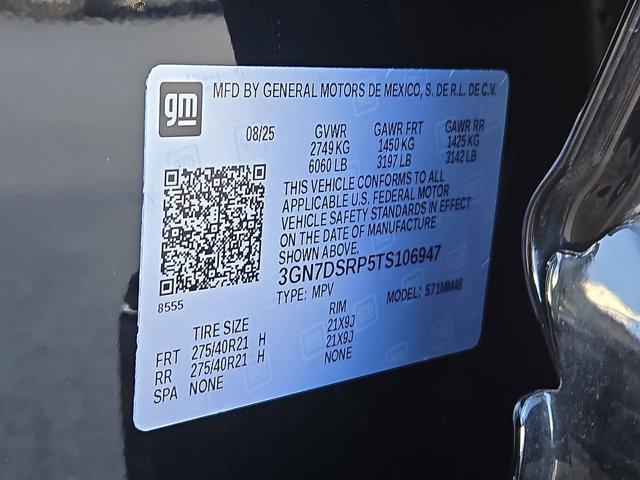 gm MFD BY GENERAL MOTORS DE MEXICO, S. DE R.L. DE C.V.
08/25 GVWR GAWR FRT GAWR RR
2749 KG 1450 KG 1425 KG
6060 LB 3197 LB 3142 LB
THIS VEHICLE CONFORMS TO ALL
APPLICABLE U.S. FEDERAL MOTOR
VEHICLE SAFETY STANDARDS IN EFFECT
ON THE DATE OF MANUFACTURE
SHOWN ABOVE.
3GN7DSRP5TS106947
8555 TYPE: MPV MODEL: 571MM48
TIRE SIZE RIM
FRT 275/40R21 H 21X9J
RR 275/40R21 H 21X9J
SPA NONE NONE